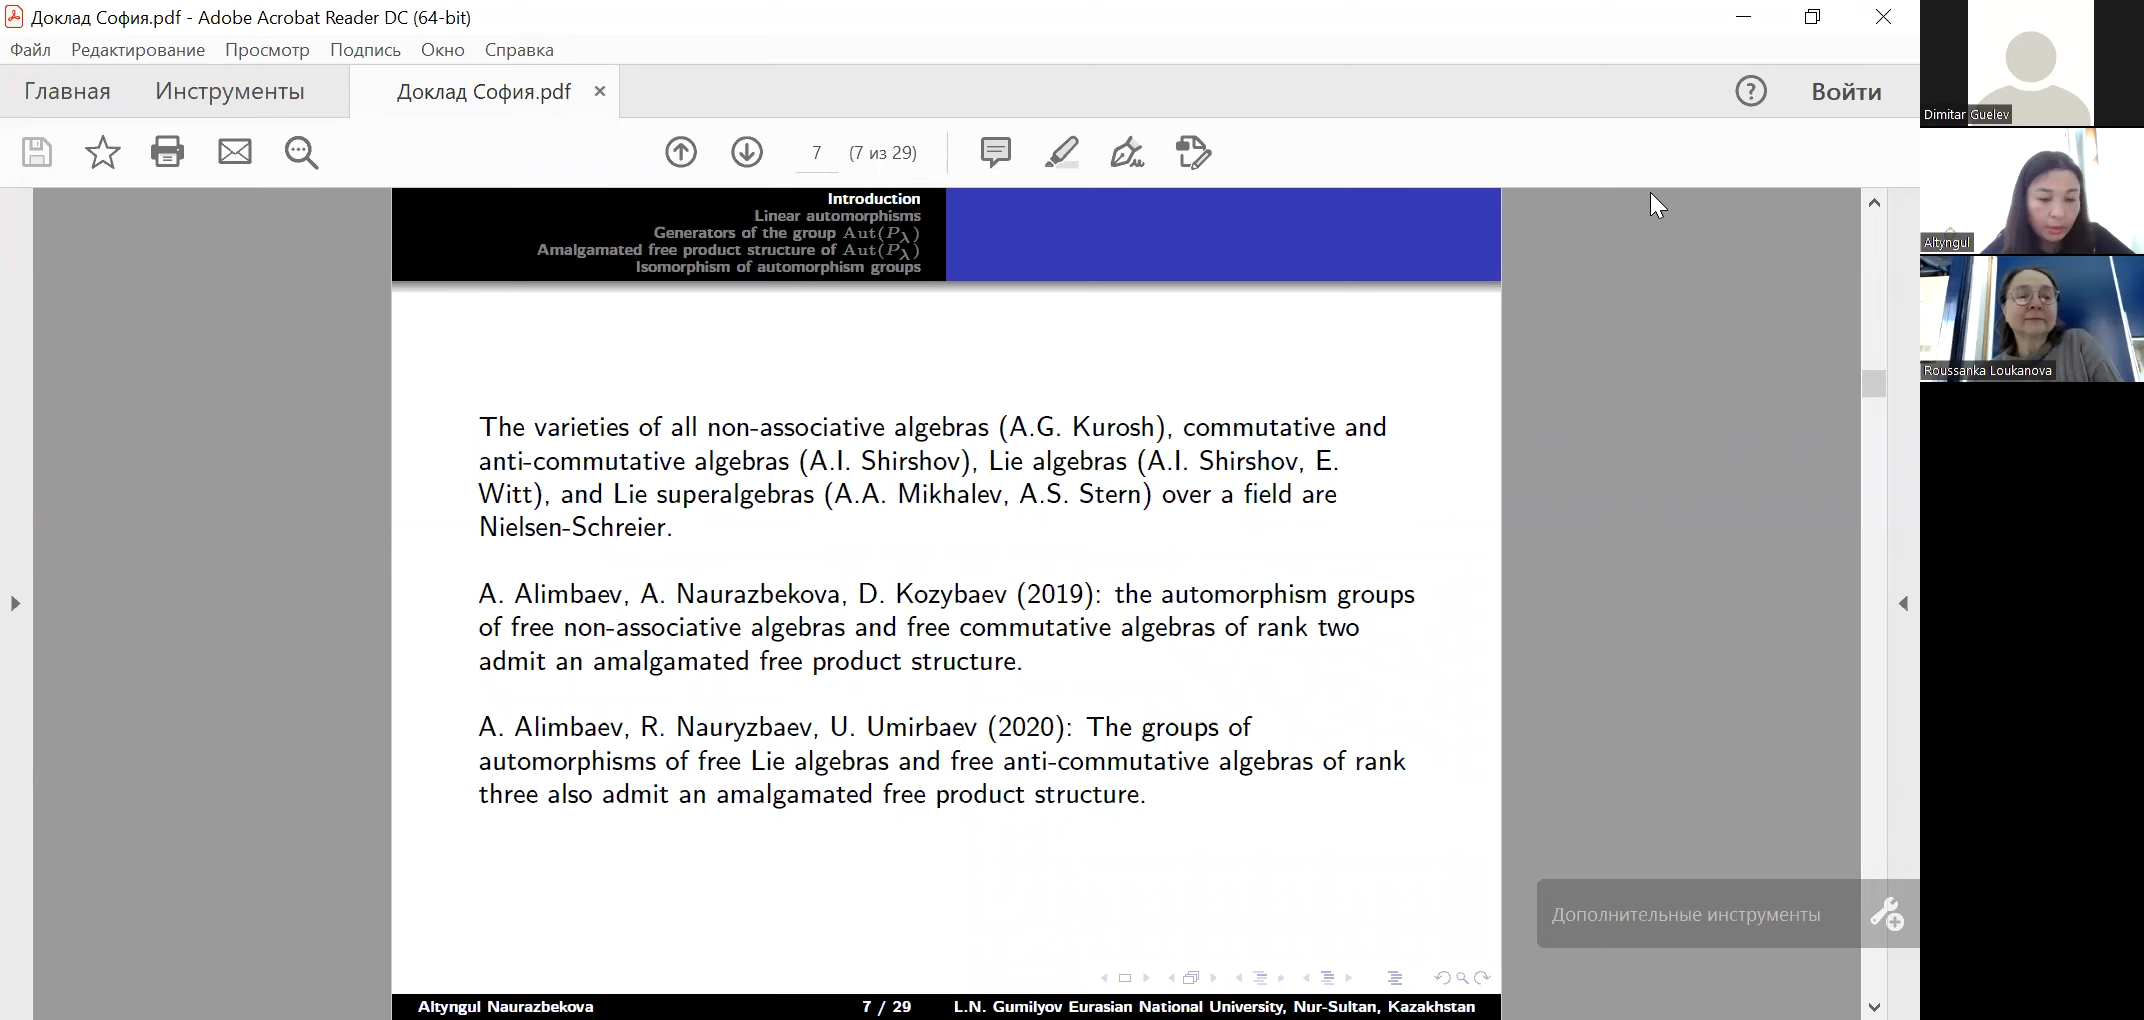 Доклад София.pdf - Adobe Acrobat Reader DC (64-bit)
Файл Редактирование Просмотр Подпись Окно Справка
Главная Инструменты Доклад София.pdf × ? Войти
7 (7 из 29)
Introduction
Linear automorphisms
Generators of the group Aut(P_λ)
Amalgamated free product structure of Aut(P_λ)
Isomorphism of automorphism groups
The varieties of all non-associative algebras (A.G. Kurosh), commutative and
anti-commutative algebras (A.I. Shirshov), Lie algebras (A.I. Shirshov, E.
Witt), and Lie superalgebras (A.A. Mikhalev, A.S. Stern) over a field are
Nielsen-Schreier.
A. Alimbaev, A. Naurazbekova, D. Kozybaev (2019): the automorphism groups
of free non-associative algebras and free commutative algebras of rank two
admit an amalgamated free product structure.
A. Alimbaev, R. Nauryzbaev, U. Umirbaev (2020): The groups of
automorphisms of free Lie algebras and free anti-commutative algebras of rank
three also admit an amalgamated free product structure.
Дополнительные инструменты
Altyngul Naurazbekova 7 / 29 L.N. Gumilyov Eurasian National University, Nur-Sultan, Kazakhstan
Dimitar Guelev
Altyngul
Roussanka Loukanova